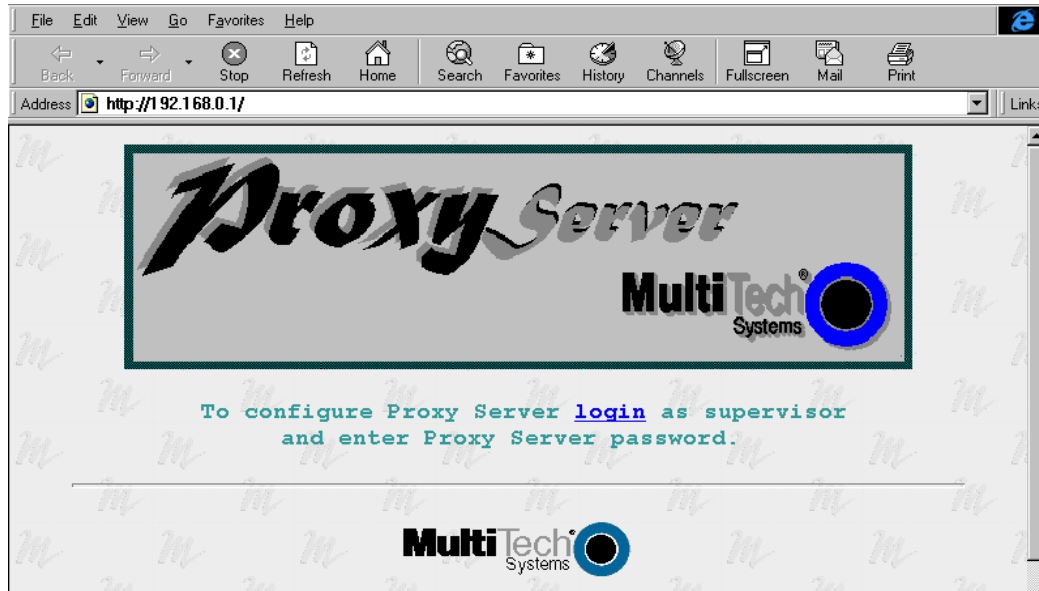 File Edit View Go Favorites Help
Back Forward Stop Refresh Home Search Favorites History Channels Fullscreen Mail Print
Address http://192.168.0.1/ Links
Proxy Server
MultiTech®
Systems
To configure Proxy Server login as supervisor
and enter Proxy Server password.
MultiTech®
Systems